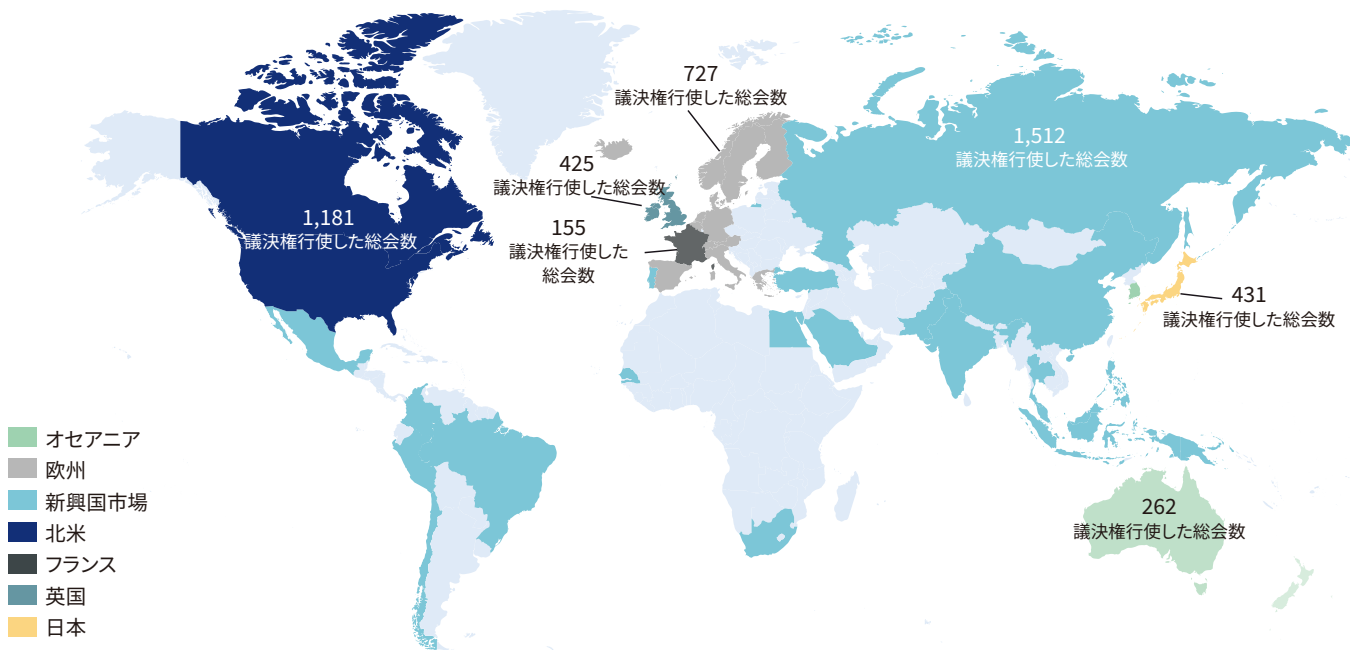 727
議決権行使した総会数
1,512
議決権行使した総会数
425
議決権行使した総会数
1,181
議決権行使した総会数
155
議決権行使した
総会数
431
議決権行使した総会数
262
議決権行使した総会数
オセアニア
欧州
新興国市場
北米
フランス
英国
日本